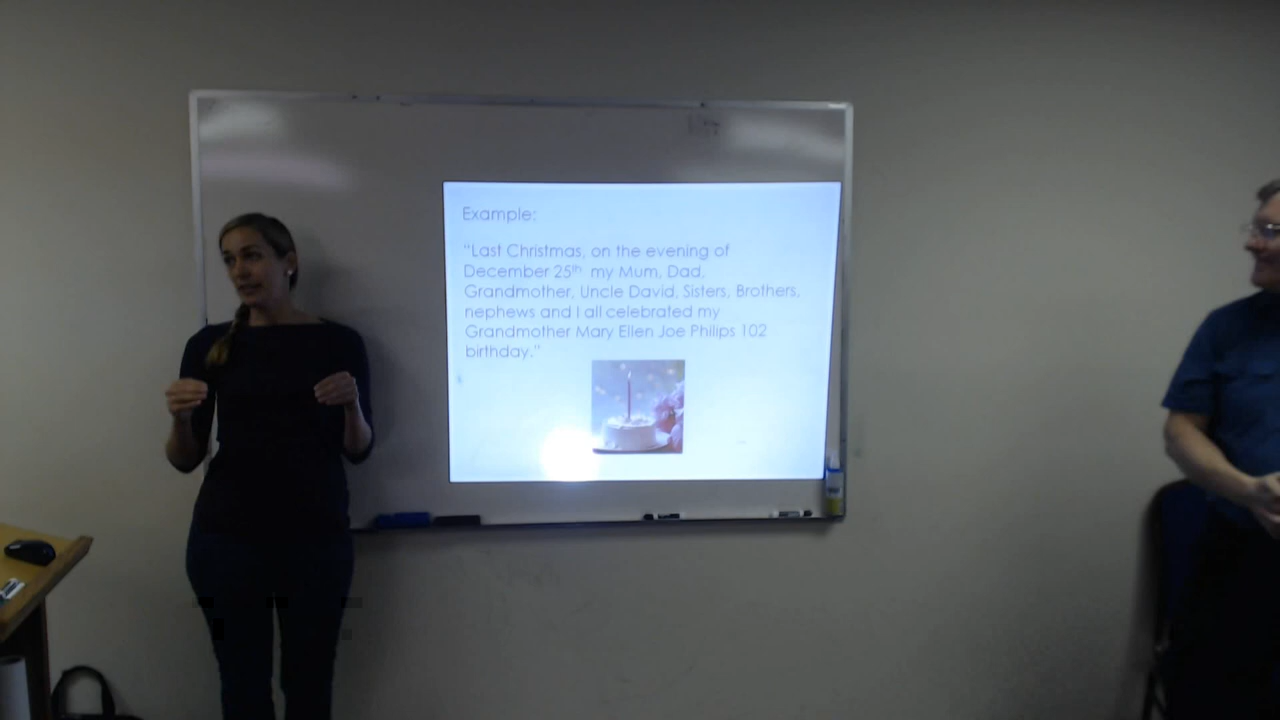 Example:
"Last Christmas, on the evening of
December 25th my Mum, Dad,
Grandmother, Uncle David, Sisters, Brothers,
nephews and I all celebrated my
Grandmother Mary Ellen Joe Philips 102
birthday."